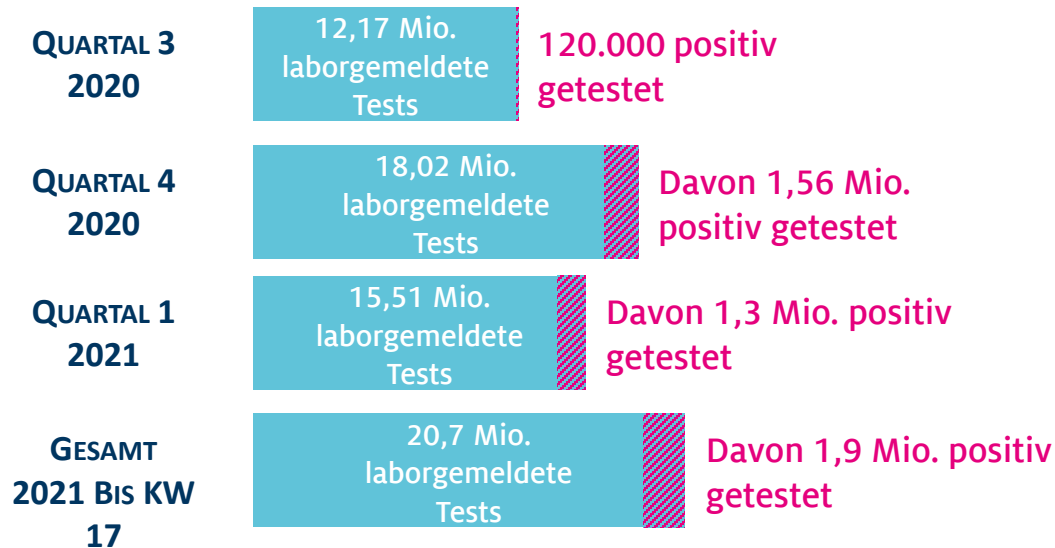 QUARTAL 3
2020
12,17 Mio.
laborgemeldete
Tests
120.000 positiv
getestet
QUARTAL 4
2020
18,02 Mio.
laborgemeldete
Tests
Davon 1,56 Mio.
positiv getestet
QUARTAL 1
2021
15,51 Mio.
laborgemeldete
Tests
Davon 1,3 Mio. positiv
getestet
GESAMT
2021 BIS KW
17
20,7 Mio.
laborgemeldete
Tests
Davon 1,9 Mio. positiv
getestet